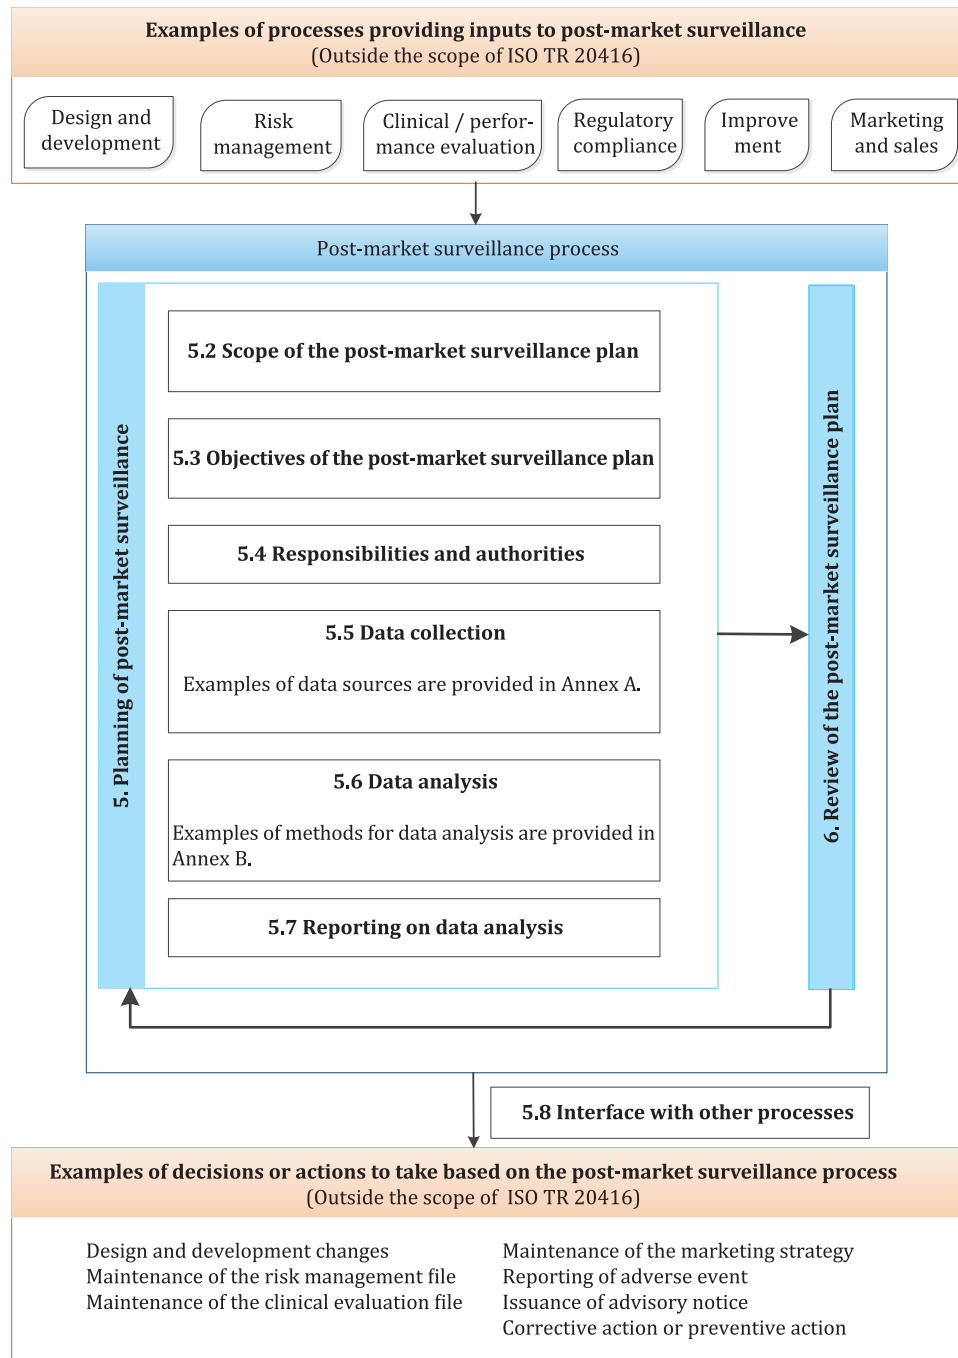 Examples of processes providing inputs to post-market surveillance
(Outside the scope of ISO TR 20416)
Design and
development
Risk
management
Clinical / perfor-
mance evaluation
Regulatory
compliance
Improve
ment
Marketing
and sales
Post-market surveillance process
5. Planning of post-market surveillance
5.2 Scope of the post-market surveillance plan
5.3 Objectives of the post-market surveillance plan
5.4 Responsibilities and authorities
5.5 Data collection
Examples of data sources are provided in Annex A.
5.6 Data analysis
Examples of methods for data analysis are provided in
Annex B.
5.7 Reporting on data analysis
6. Review of the post-market surveillance plan
5.8 Interface with other processes
Examples of decisions or actions to take based on the post-market surveillance process
(Outside the scope of ISO TR 20416)
Design and development changes
Maintenance of the risk management file
Maintenance of the clinical evaluation file
Maintenance of the marketing strategy
Reporting of adverse event
Issuance of advisory notice
Corrective action or preventive action